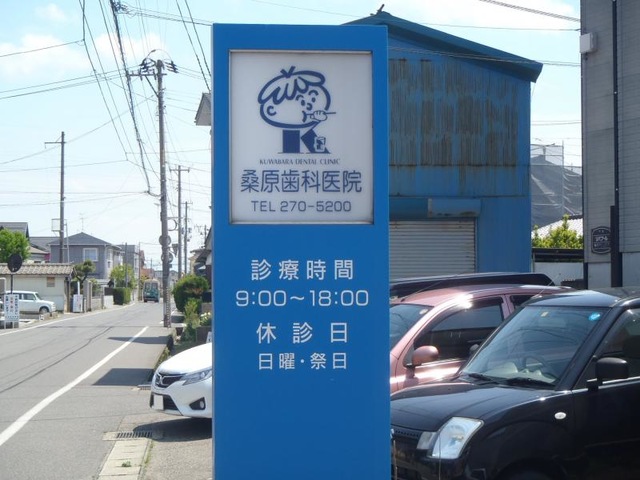 K
KUWABARA DENTAL CLINIC
桑原歯科医院
TEL 270-5200
診療時間
9:00～18:00
休診日
日曜・祭日